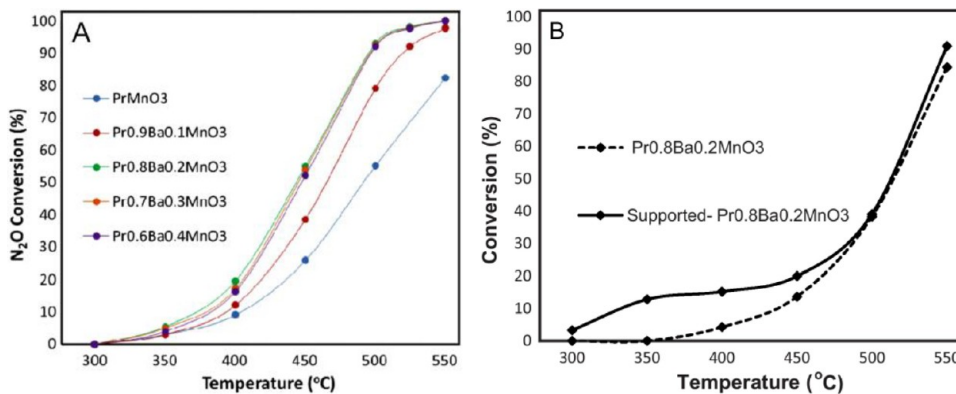 A
N₂O Conversion (%)
100
90
80
70
60
50
40
30
20
10
0
PrMnO3
Pr0.9Ba0.1MnO3
Pr0.8Ba0.2MnO3
Pr0.7Ba0.3MnO3
Pr0.6Ba0.4MnO3
300 350 400 450 500 550
Temperature (ºC)
B
Conversion (%)
100
90
80
70
60
50
40
30
20
10
0
Pr0.8Ba0.2MnO3
Supported- Pr0.8Ba0.2MnO3
300 350 400 450 500 550
Temperature (°C)